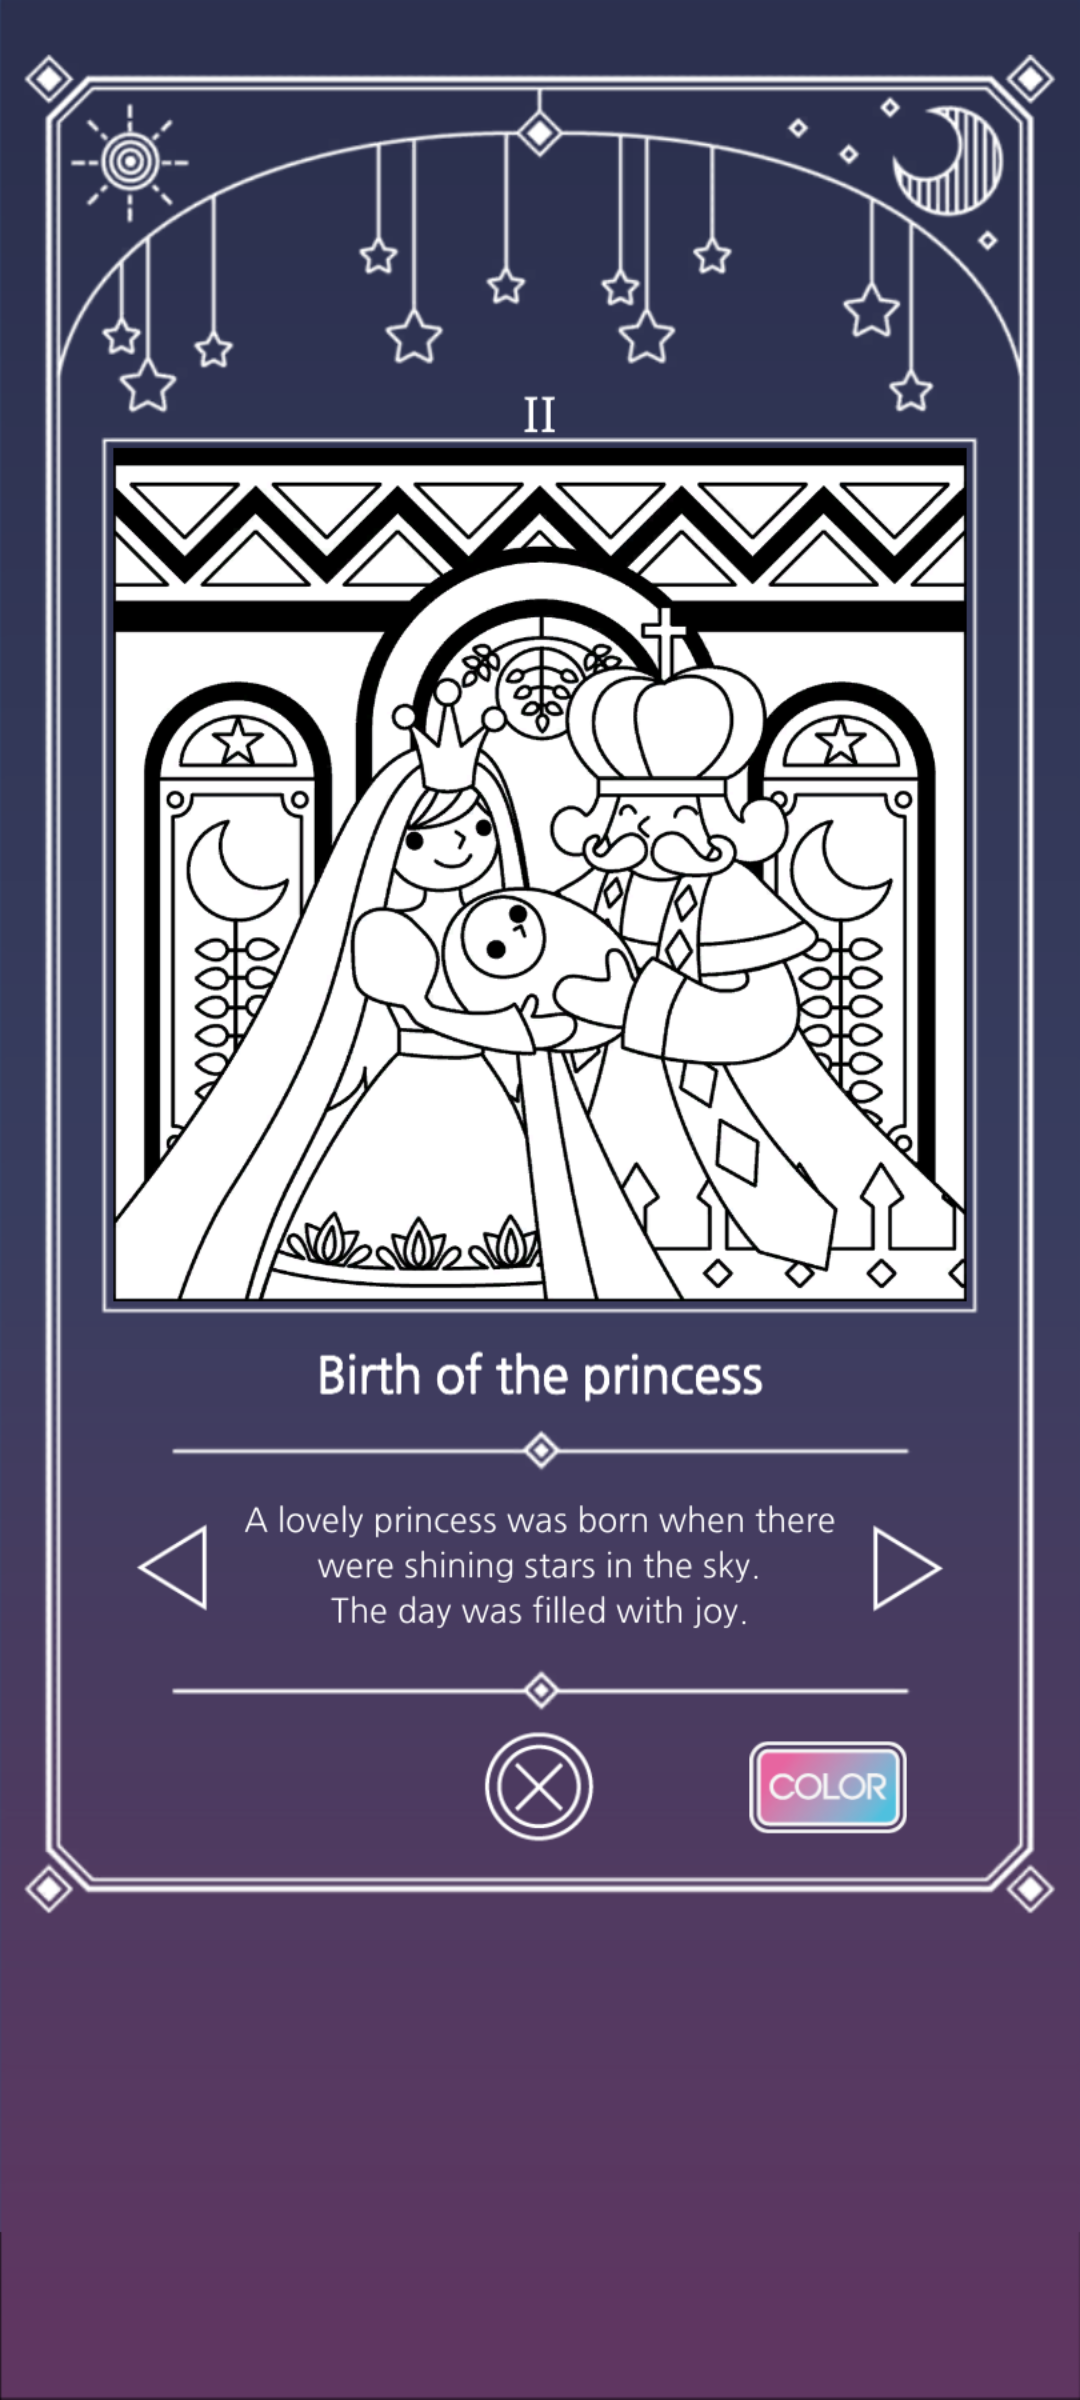 II
Birth of the princess
A lovely princess was born when there
were shining stars in the sky.
The day was filled with joy.
COLOR